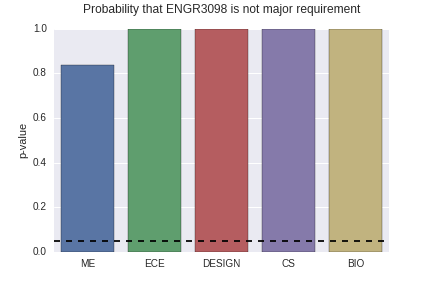 Probability that ENGR3098 is not major requirement
1.0
0.8
0.6
0.4
0.2
0.0
p-value
ME ECE DESIGN CS BIO